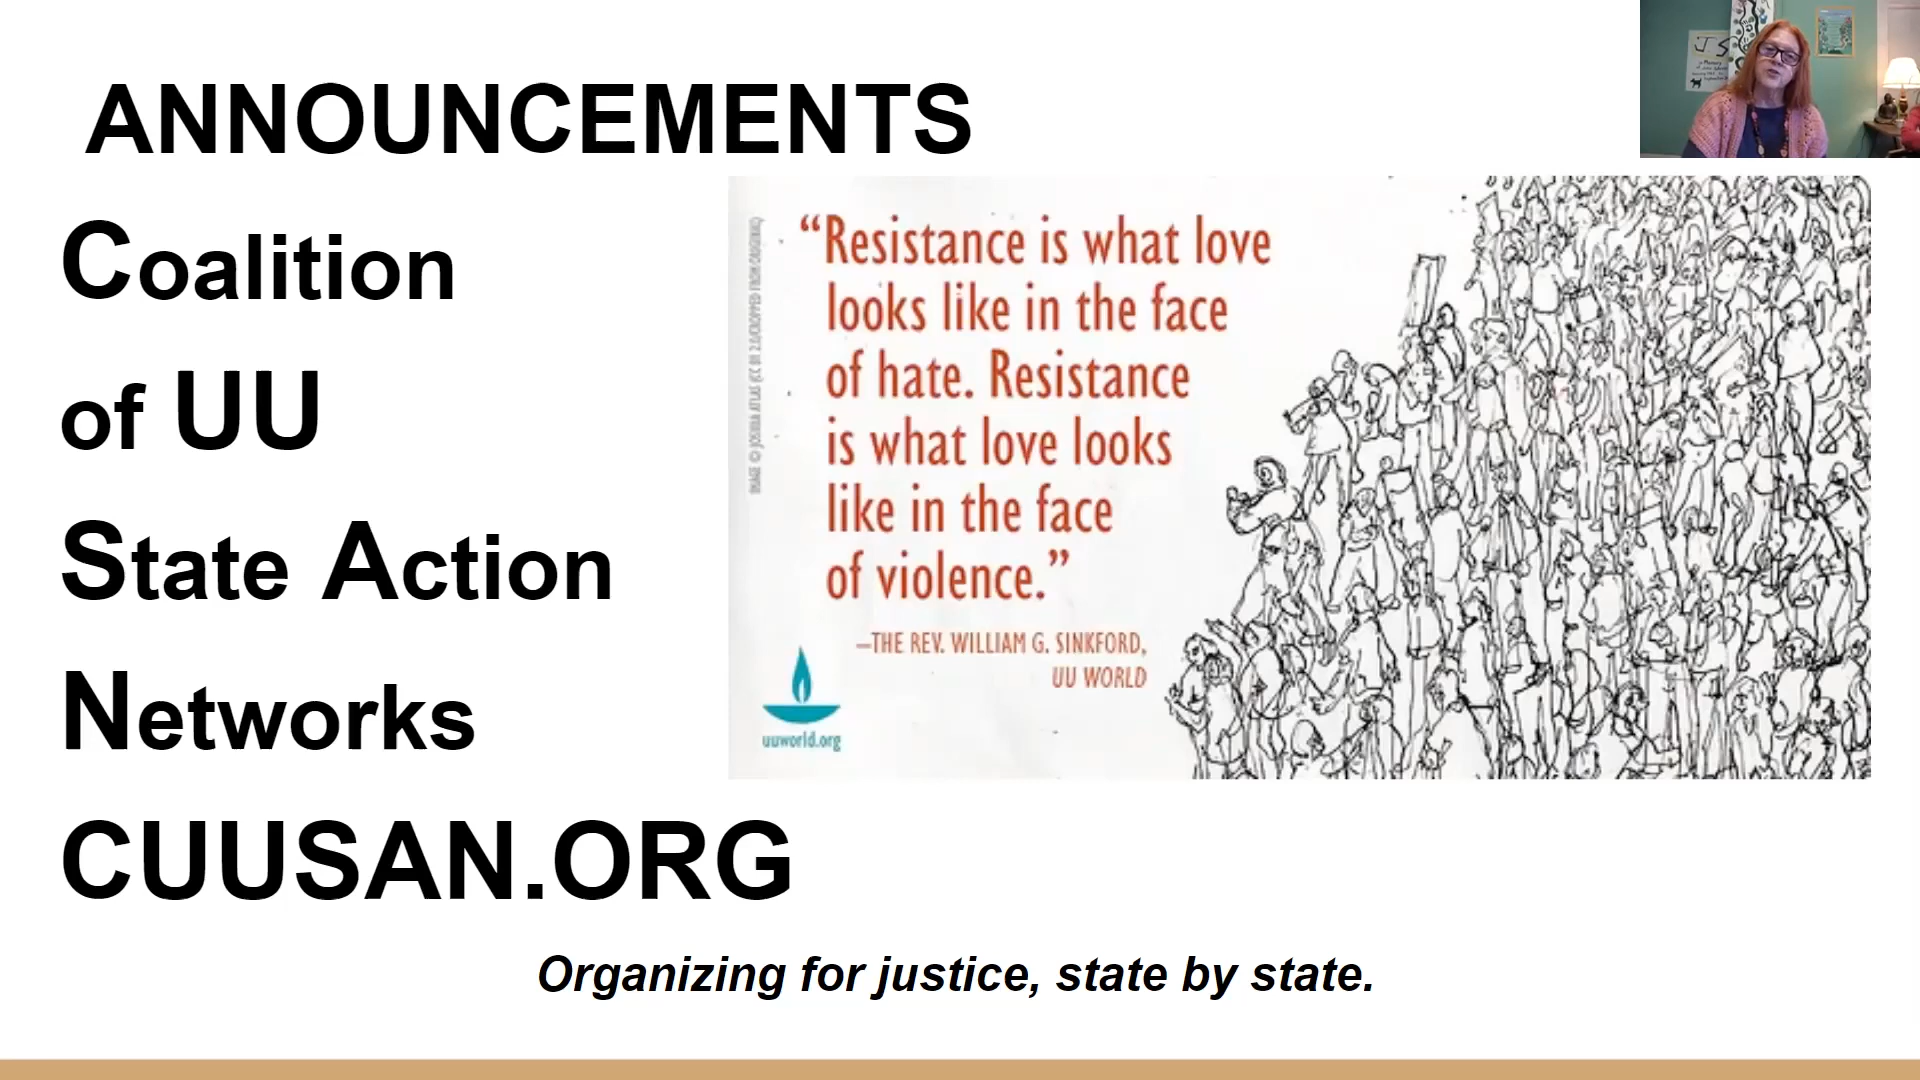 ANNOUNCEMENTS
Coalition
of UU
State Action
Networks
CUUSAN.ORG
“Resistance is what love
looks like in the face
of hate. Resistance
is what love looks
like in the face
of violence.”
—THE REV. WILLIAM G. SINKFORD,
UU WORLD
uuworld.org
Organizing for justice, state by state.